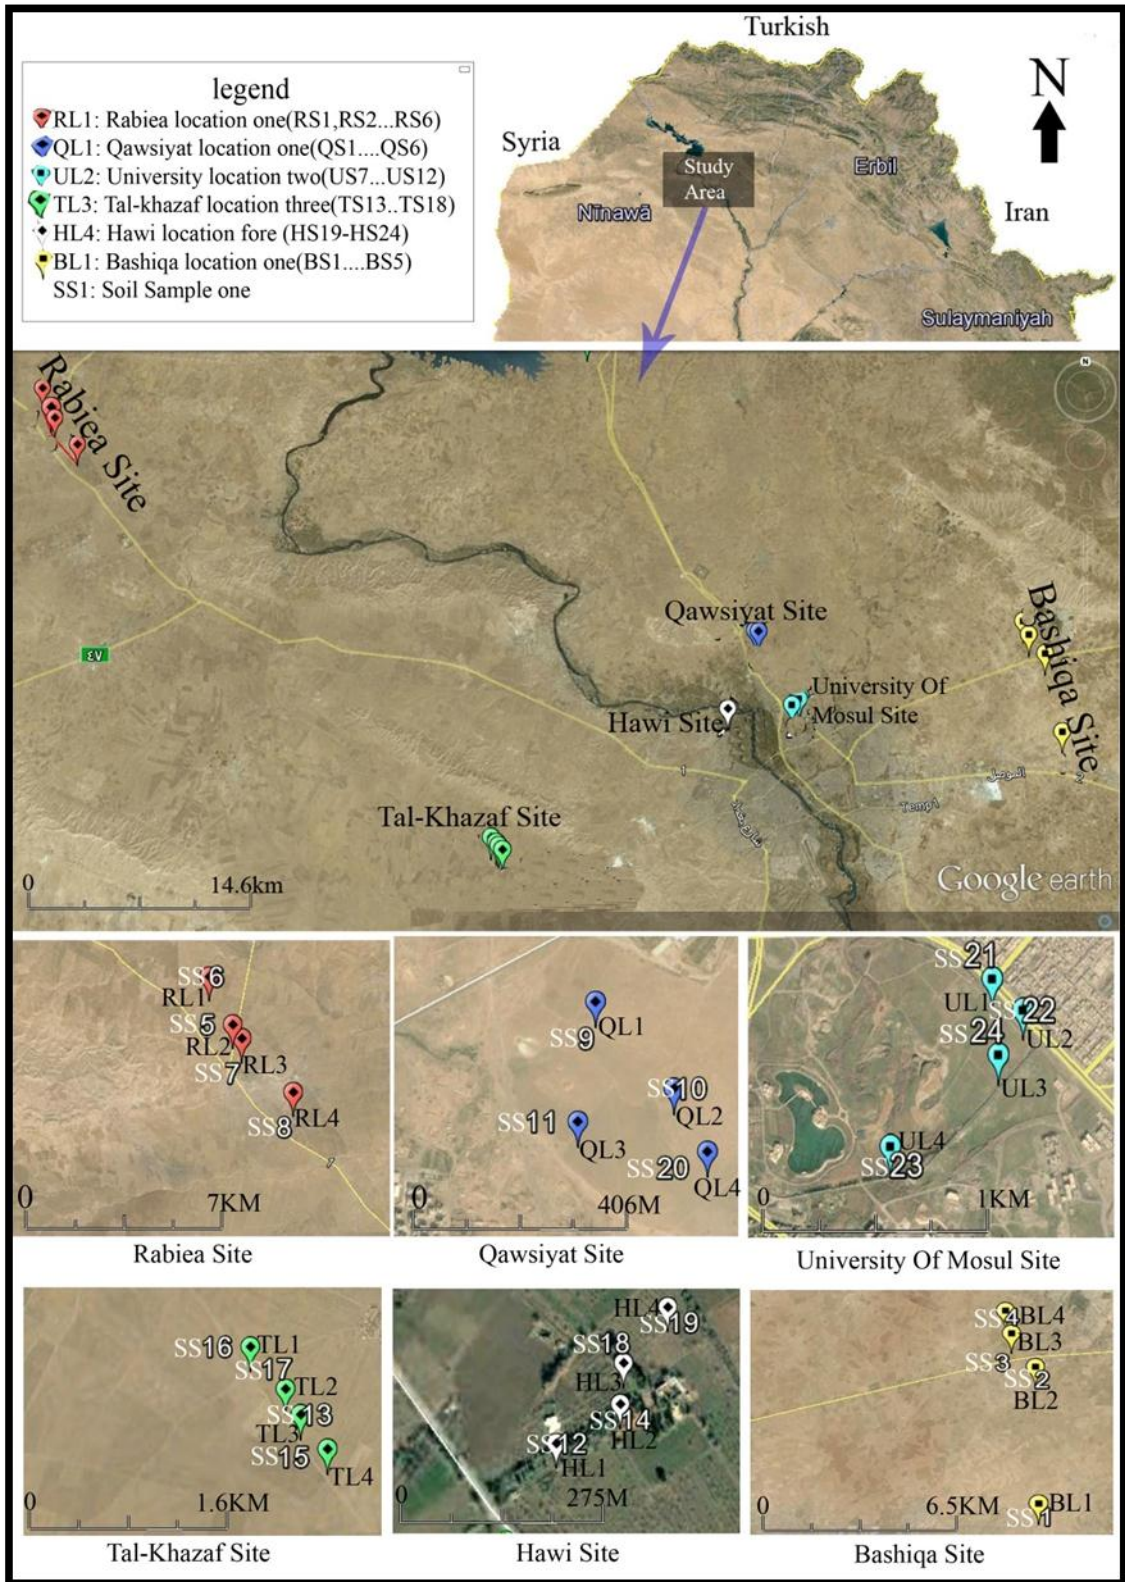 Turkish
N
legend
RL1: Rabiea location one(RS1,RS2...RS6)
QL1: Qawsiyat location one(QS1....QS6)
UL2: University location two(US7...US12)
TL3: Tal-khazaf location three(TS13..TS18)
HL4: Hawi location fore (HS19-HS24)
BL1: Bashiqa location one(BS1....BS5)
SS1: Soil Sample one
Syria
Study
Area
Erbil
Nīnawā
Iran
Sulaymaniyah
N
Rabiea Site
Qawsiyat Site
Bashiqa Site
٤٧
University Of
Mosul Site
Hawi Site
1
الموصل
2
Tal-Khazaf Site
0
14.6km
Google earth
SS6
RL1
SS5
RL2
RL3
SS7
RL4
SS8
1
0
7KM
Rabiea Site
QL1
SS9
SS10
QL2
SS11
QL3
SS20
QL4
0
406M
Qawsiyat Site
SS21
UL1
SS22
UL2
SS24
UL3
UL4
SS23
0
1KM
University Of Mosul Site
SS16
TL1
SS17
TL2
SS13
TL3
SS15
TL4
0
1.6KM
Tal-Khazaf Site
HL4
SS19
SS18
HL3
SS14
HL2
SS12
HL1
0
275M
Hawi Site
SS4
BL4
BL3
SS3
SS2
BL2
0
6.5KM
BL1
SS1
Bashiqa Site